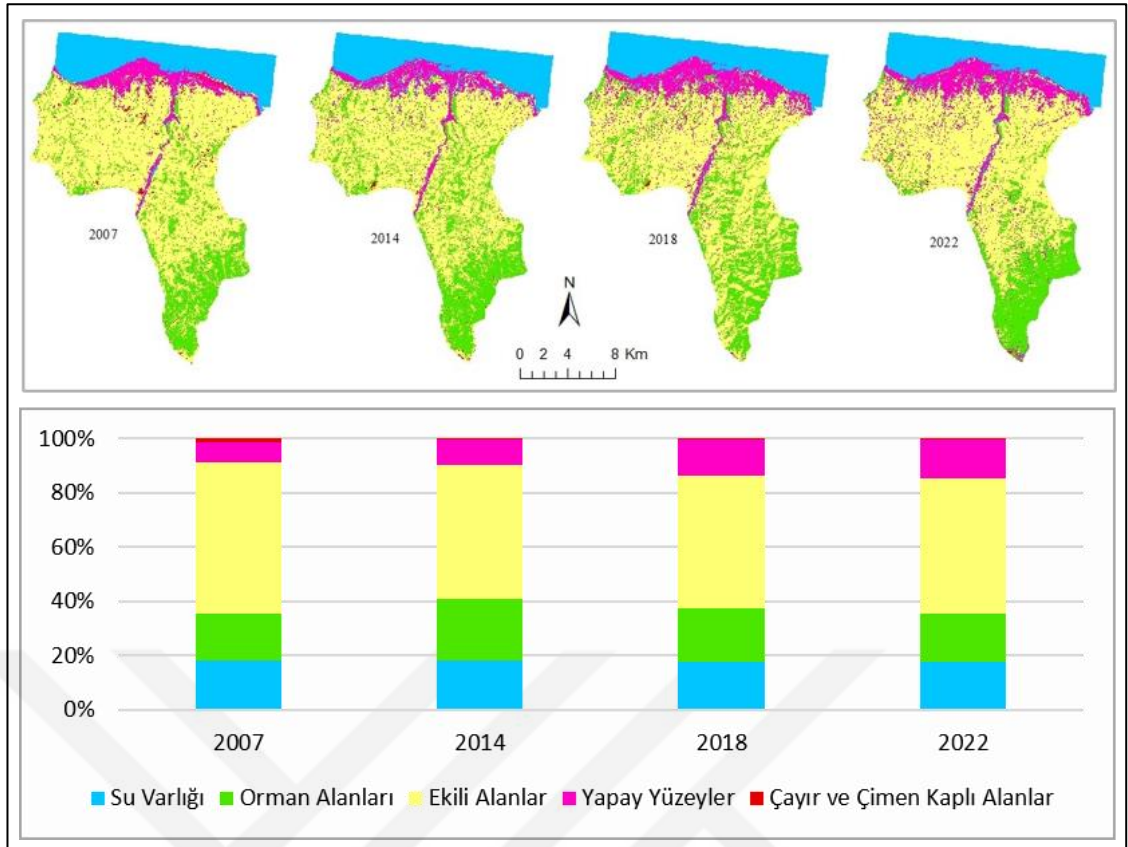 2007
2014
2018
2022
N
0 2 4 8 Km
100%
80%
60%
40%
20%
0%
2007 2014 2018 2022
Su Varlığı Orman Alanları Ekili Alanlar Yapay Yüzeyler Çayır ve Çimen Kaplı Alanlar